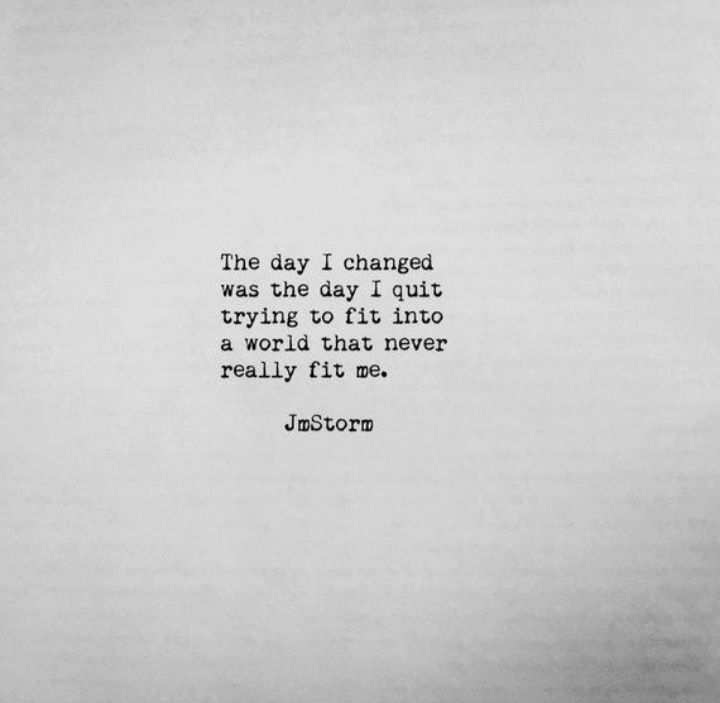 The day I changed
was the day I quit
trying to fit into
a world that never
really fit me.
JmStorm